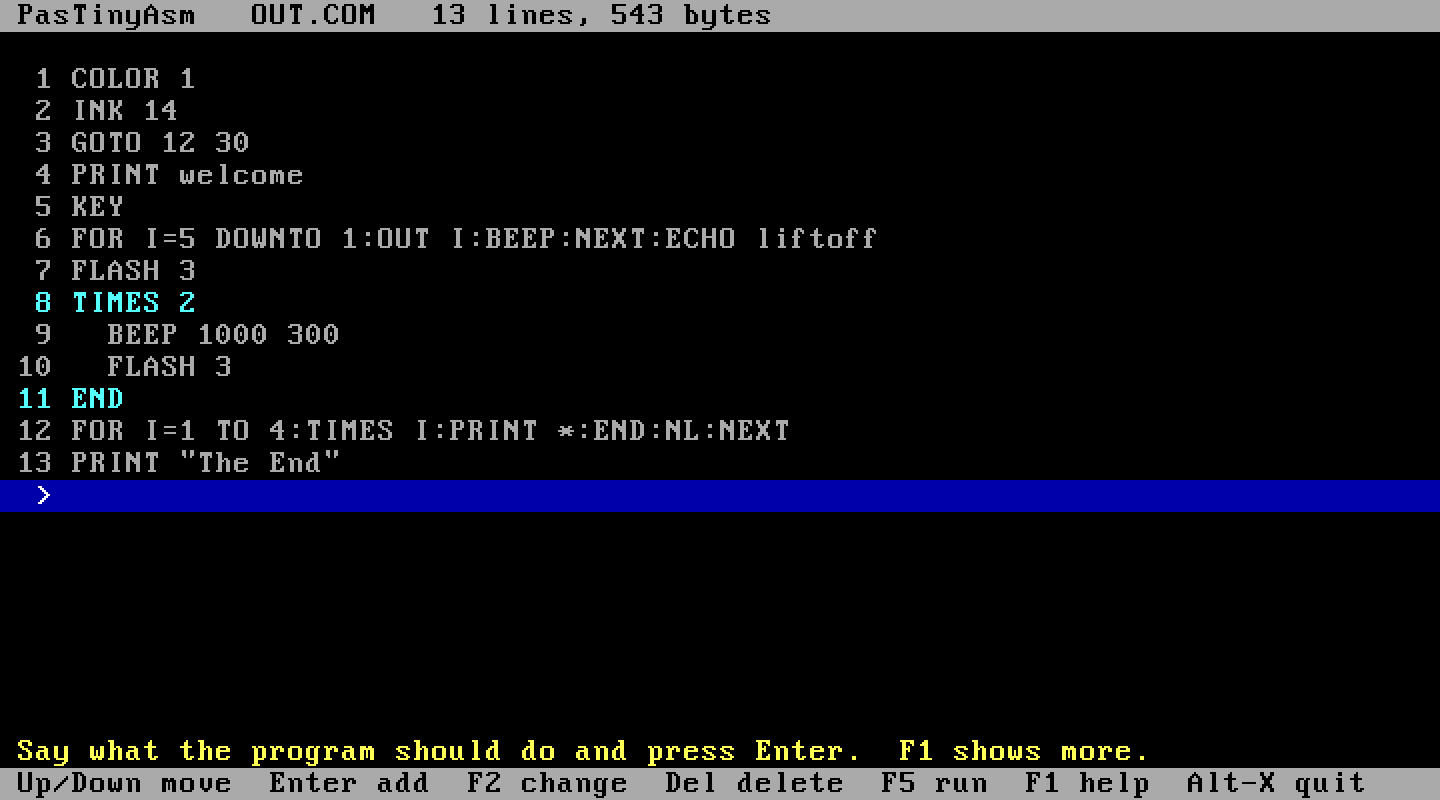 PasTinyAsm   OUT.COM   13 lines, 543 bytes
1 COLOR 1
2 INK 14
3 GOTO 12 30
4 PRINT welcome
5 KEY
6 FOR I=5 DOWNTO 1:OUT I:BEEP:NEXT:ECHO liftoff
7 FLASH 3
8 TIMES 2
9   BEEP 1000 300
10   FLASH 3
11 END
12 FOR I=1 TO 4:TIMES I:PRINT *:END:NL:NEXT
13 PRINT "The End"
>
Say what the program should do and press Enter.  F1 shows more.
Up/Down move  Enter add  F2 change  Del delete  F5 run  F1 help  Alt-X quit